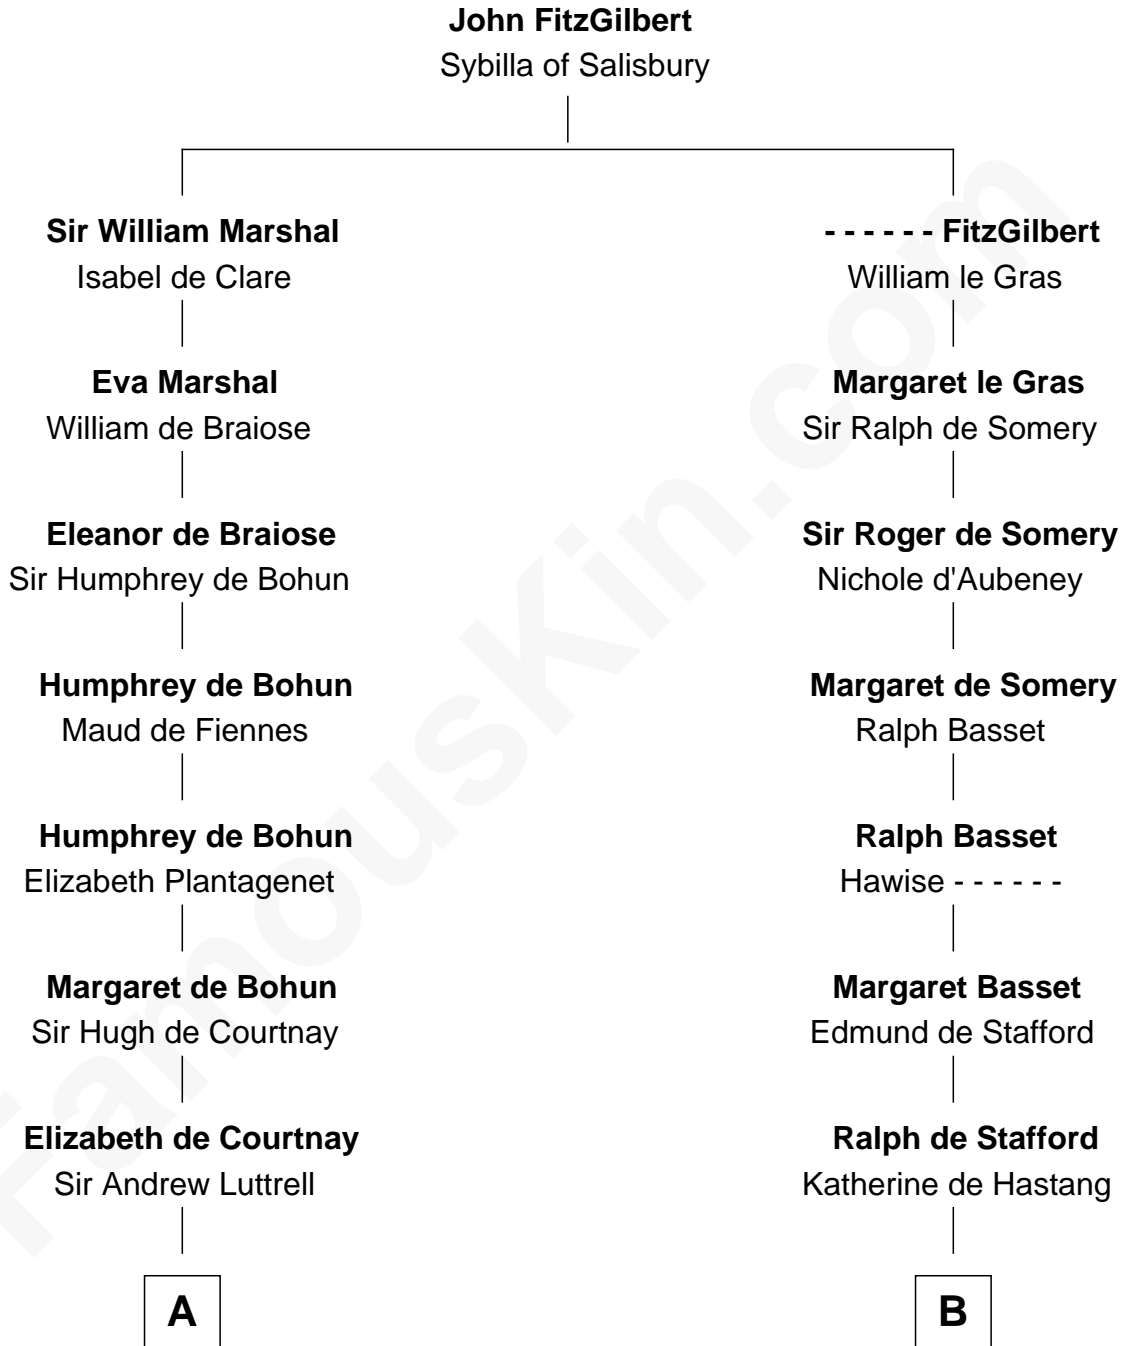 John FitzGilbert
Sybilla of Salisbury
Sir William Marshal
Isabel de Clare
- - - - - - FitzGilbert
William le Gras
Eva Marshal
William de Braiose
Margaret le Gras
Sir Ralph de Somery
Eleanor de Braiose
Sir Humphrey de Bohun
Sir Roger de Somery
Nichole d'Aubeney
Humphrey de Bohun
Maud de Fiennes
Margaret de Somery
Ralph Basset
Humphrey de Bohun
Elizabeth Plantagenet
Ralph Basset
Hawise - - - - - -
Margaret de Bohun
Sir Hugh de Courtnay
Margaret Basset
Edmund de Stafford
Elizabeth de Courtnay
Sir Andrew Luttrell
Ralph de Stafford
Katherine de Hastang
A
B
FamousKin.com